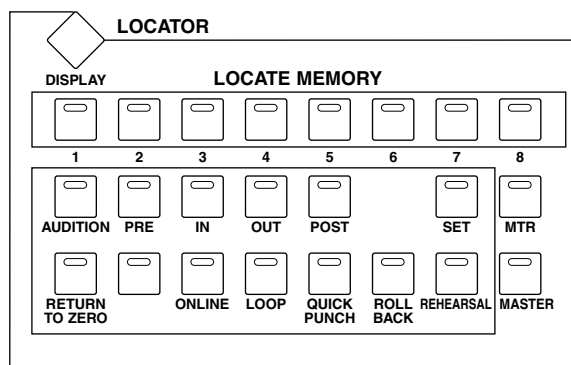 LOCATOR
DISPLAY
LOCATE MEMORY
1 2 3 4 5 6 7 8
AUDITION PRE IN OUT POST SET MTR
RETURN TO ZERO ONLINE LOOP QUICK PUNCH ROLL BACK REHEARSAL MASTER